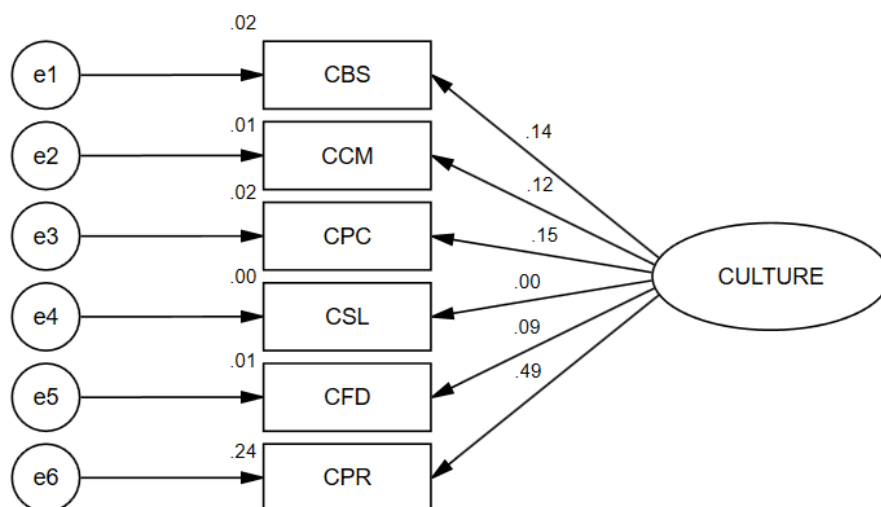 .02
e1 CBS
.14
.01
e2 CCM
.12
.02
e3 CPC
.15
.00
e4 CSL
.00
CULTURE
.01
e5 CFD
.09
.24
e6 CPR
.49